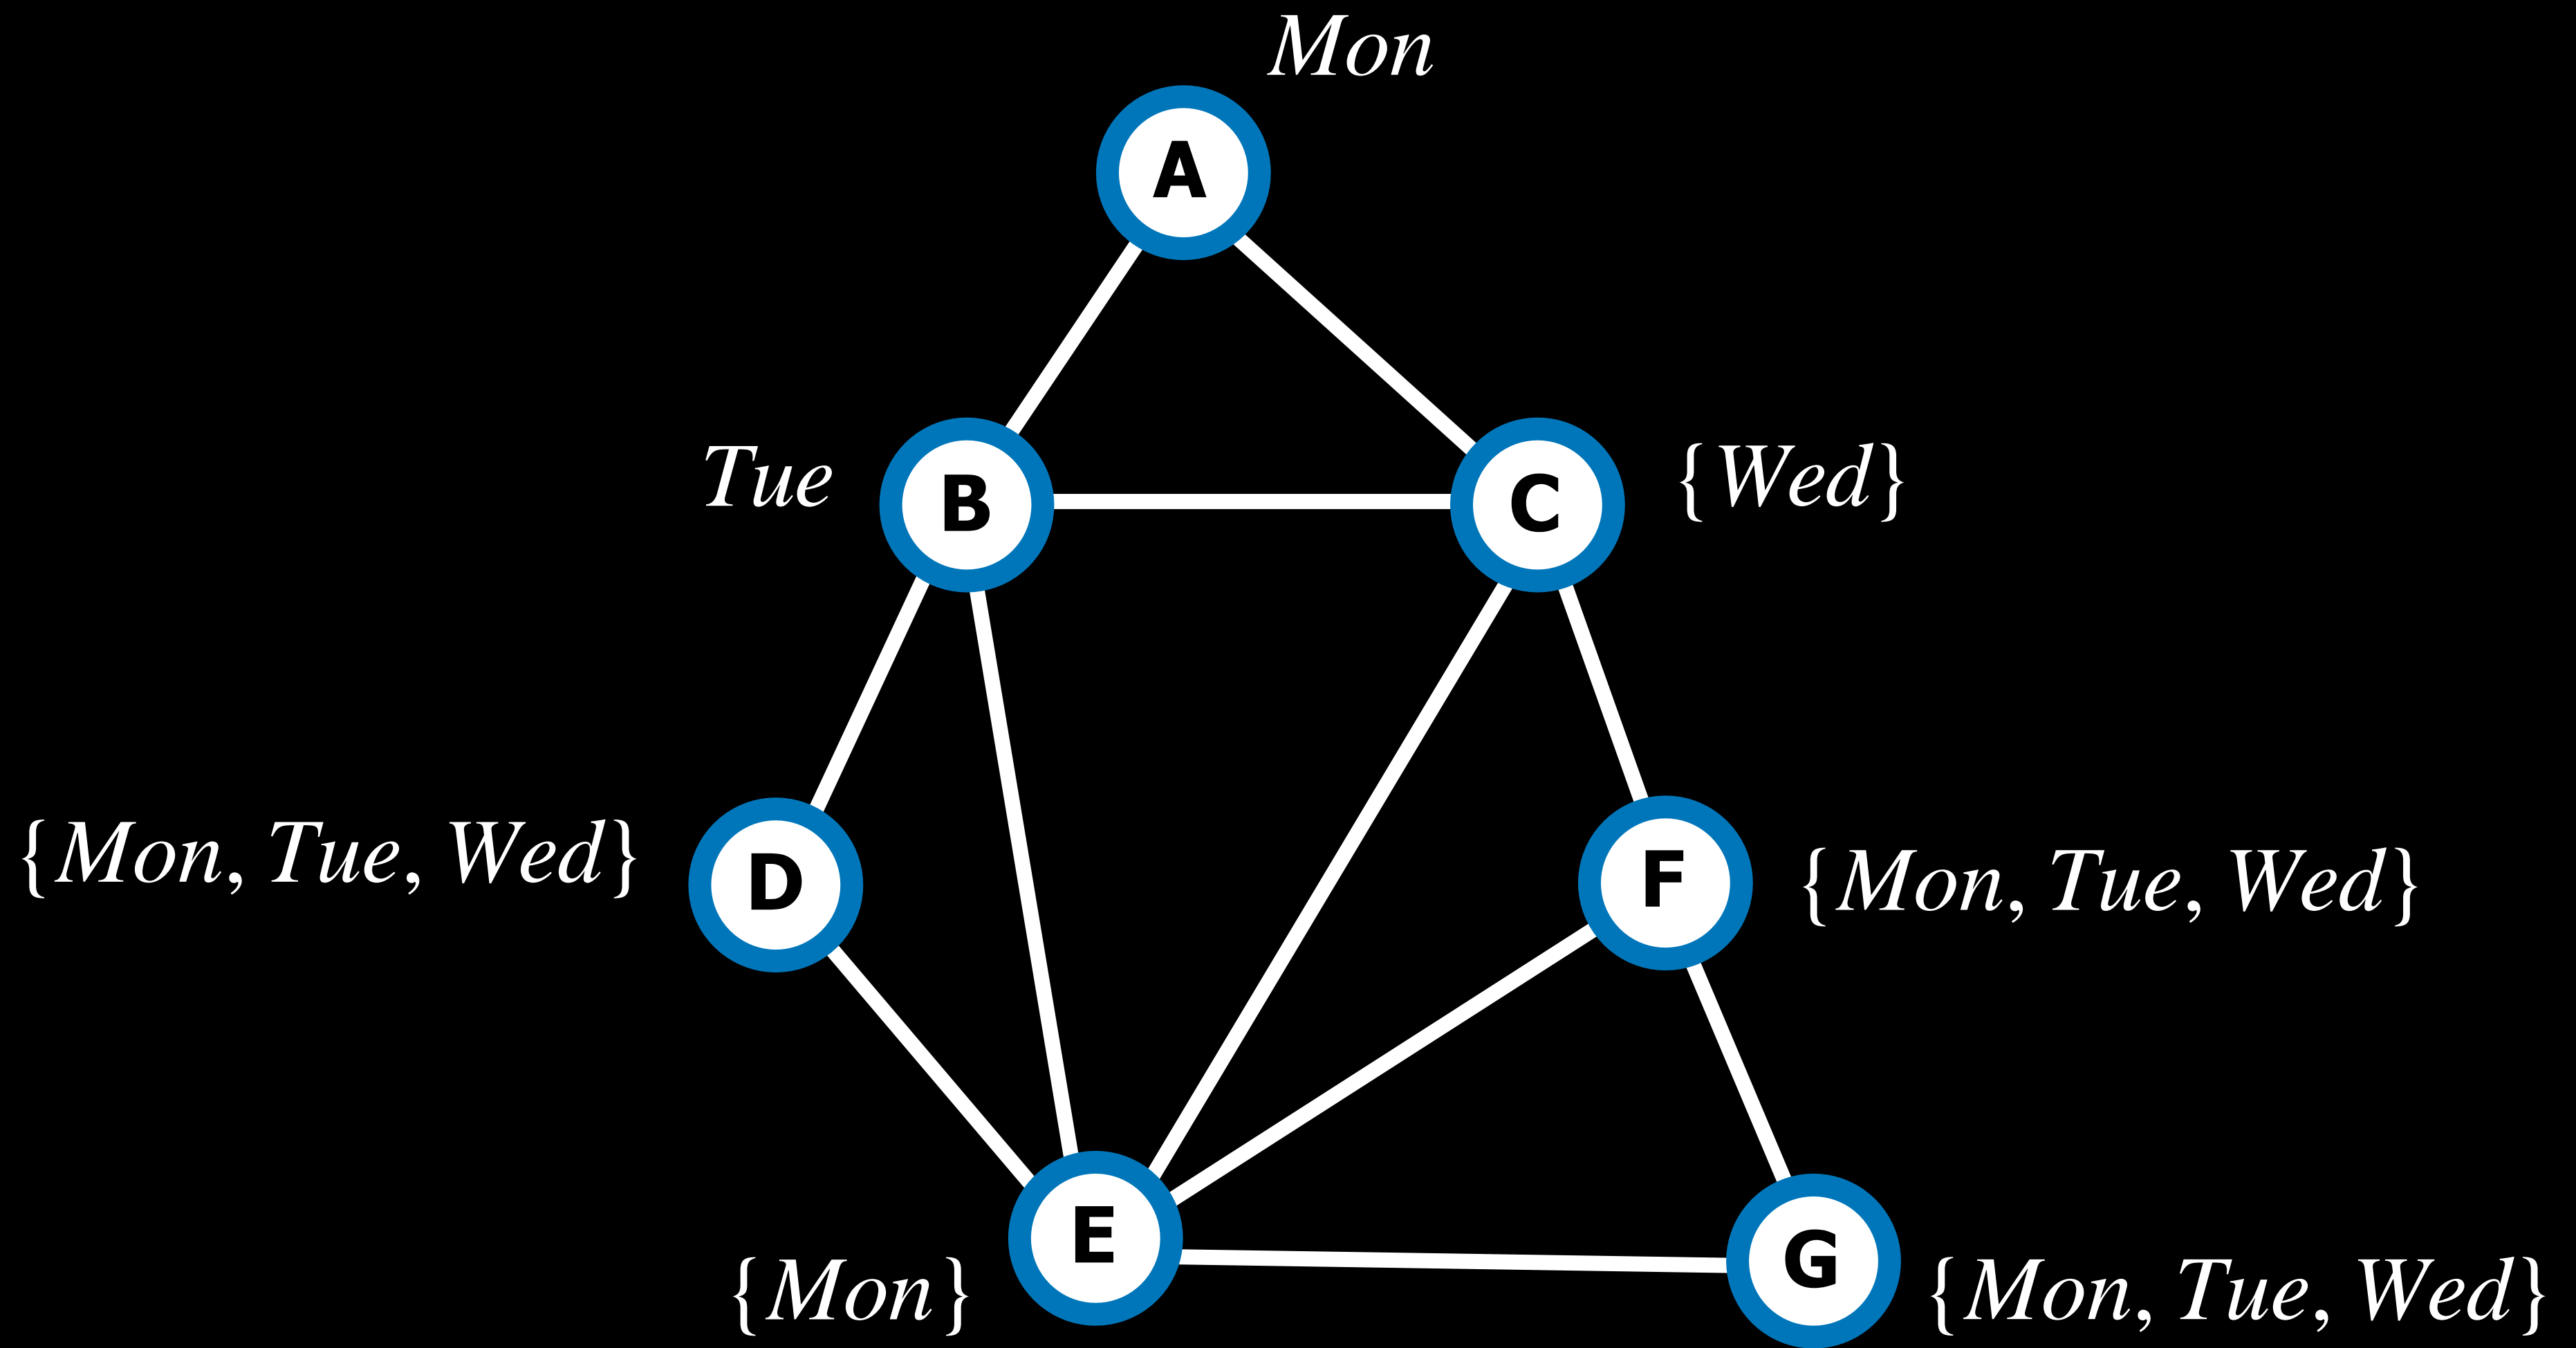 Mon
A
Tue
B
C
{Wed}
{Mon, Tue, Wed}
D
F
{Mon, Tue, Wed}
E
{Mon}
G
{Mon, Tue, Wed}